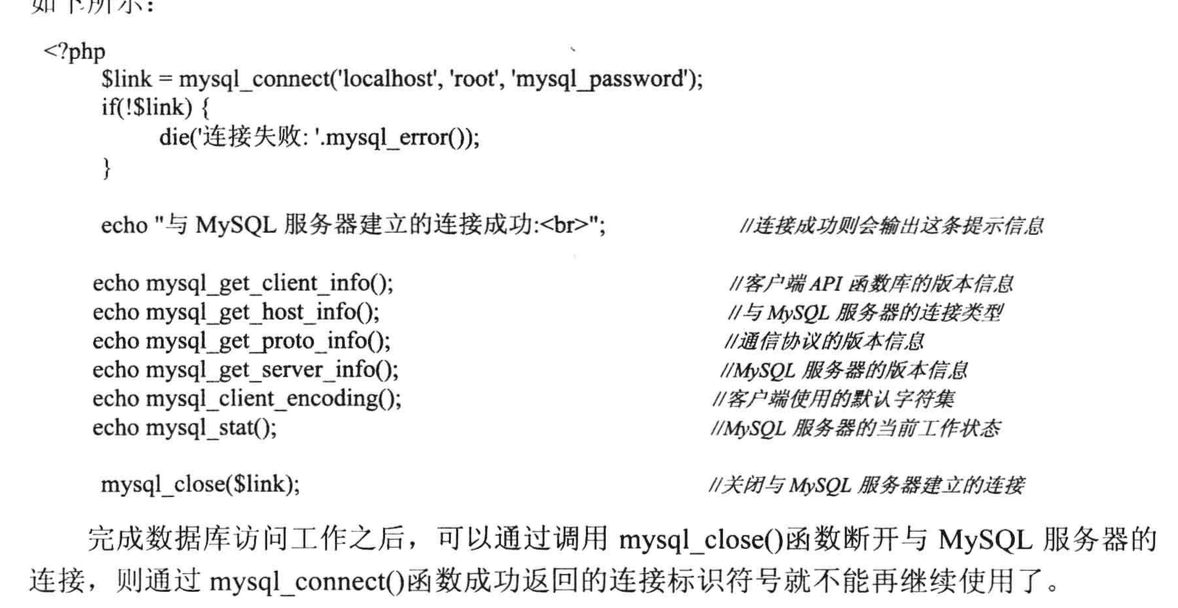 如下所示：
<?php
$link = mysql_connect('localhost', 'root', 'mysql_password');
if(!$link) {
die('连接失败: '.mysql_error());
}
echo "与 MySQL 服务器建立的连接成功:<br>"; //连接成功则会输出这条提示信息
echo mysql_get_client_info(); //客户端 API 函数库的版本信息
echo mysql_get_host_info(); //与 MySQL 服务器的连接类型
echo mysql_get_proto_info(); //通信协议的版本信息
echo mysql_get_server_info(); //MySQL 服务器的版本信息
echo mysql_client_encoding(); //客户端使用的默认字符集
echo mysql_stat(); //MySQL 服务器的当前工作状态
mysql_close($link); //关闭与 MySQL 服务器建立的连接
完成数据库访问工作之后，可以通过调用 mysql_close()函数断开与 MySQL 服务器的
连接，则通过 mysql_connect()函数成功返回的连接标识符号就不能再继续使用了。